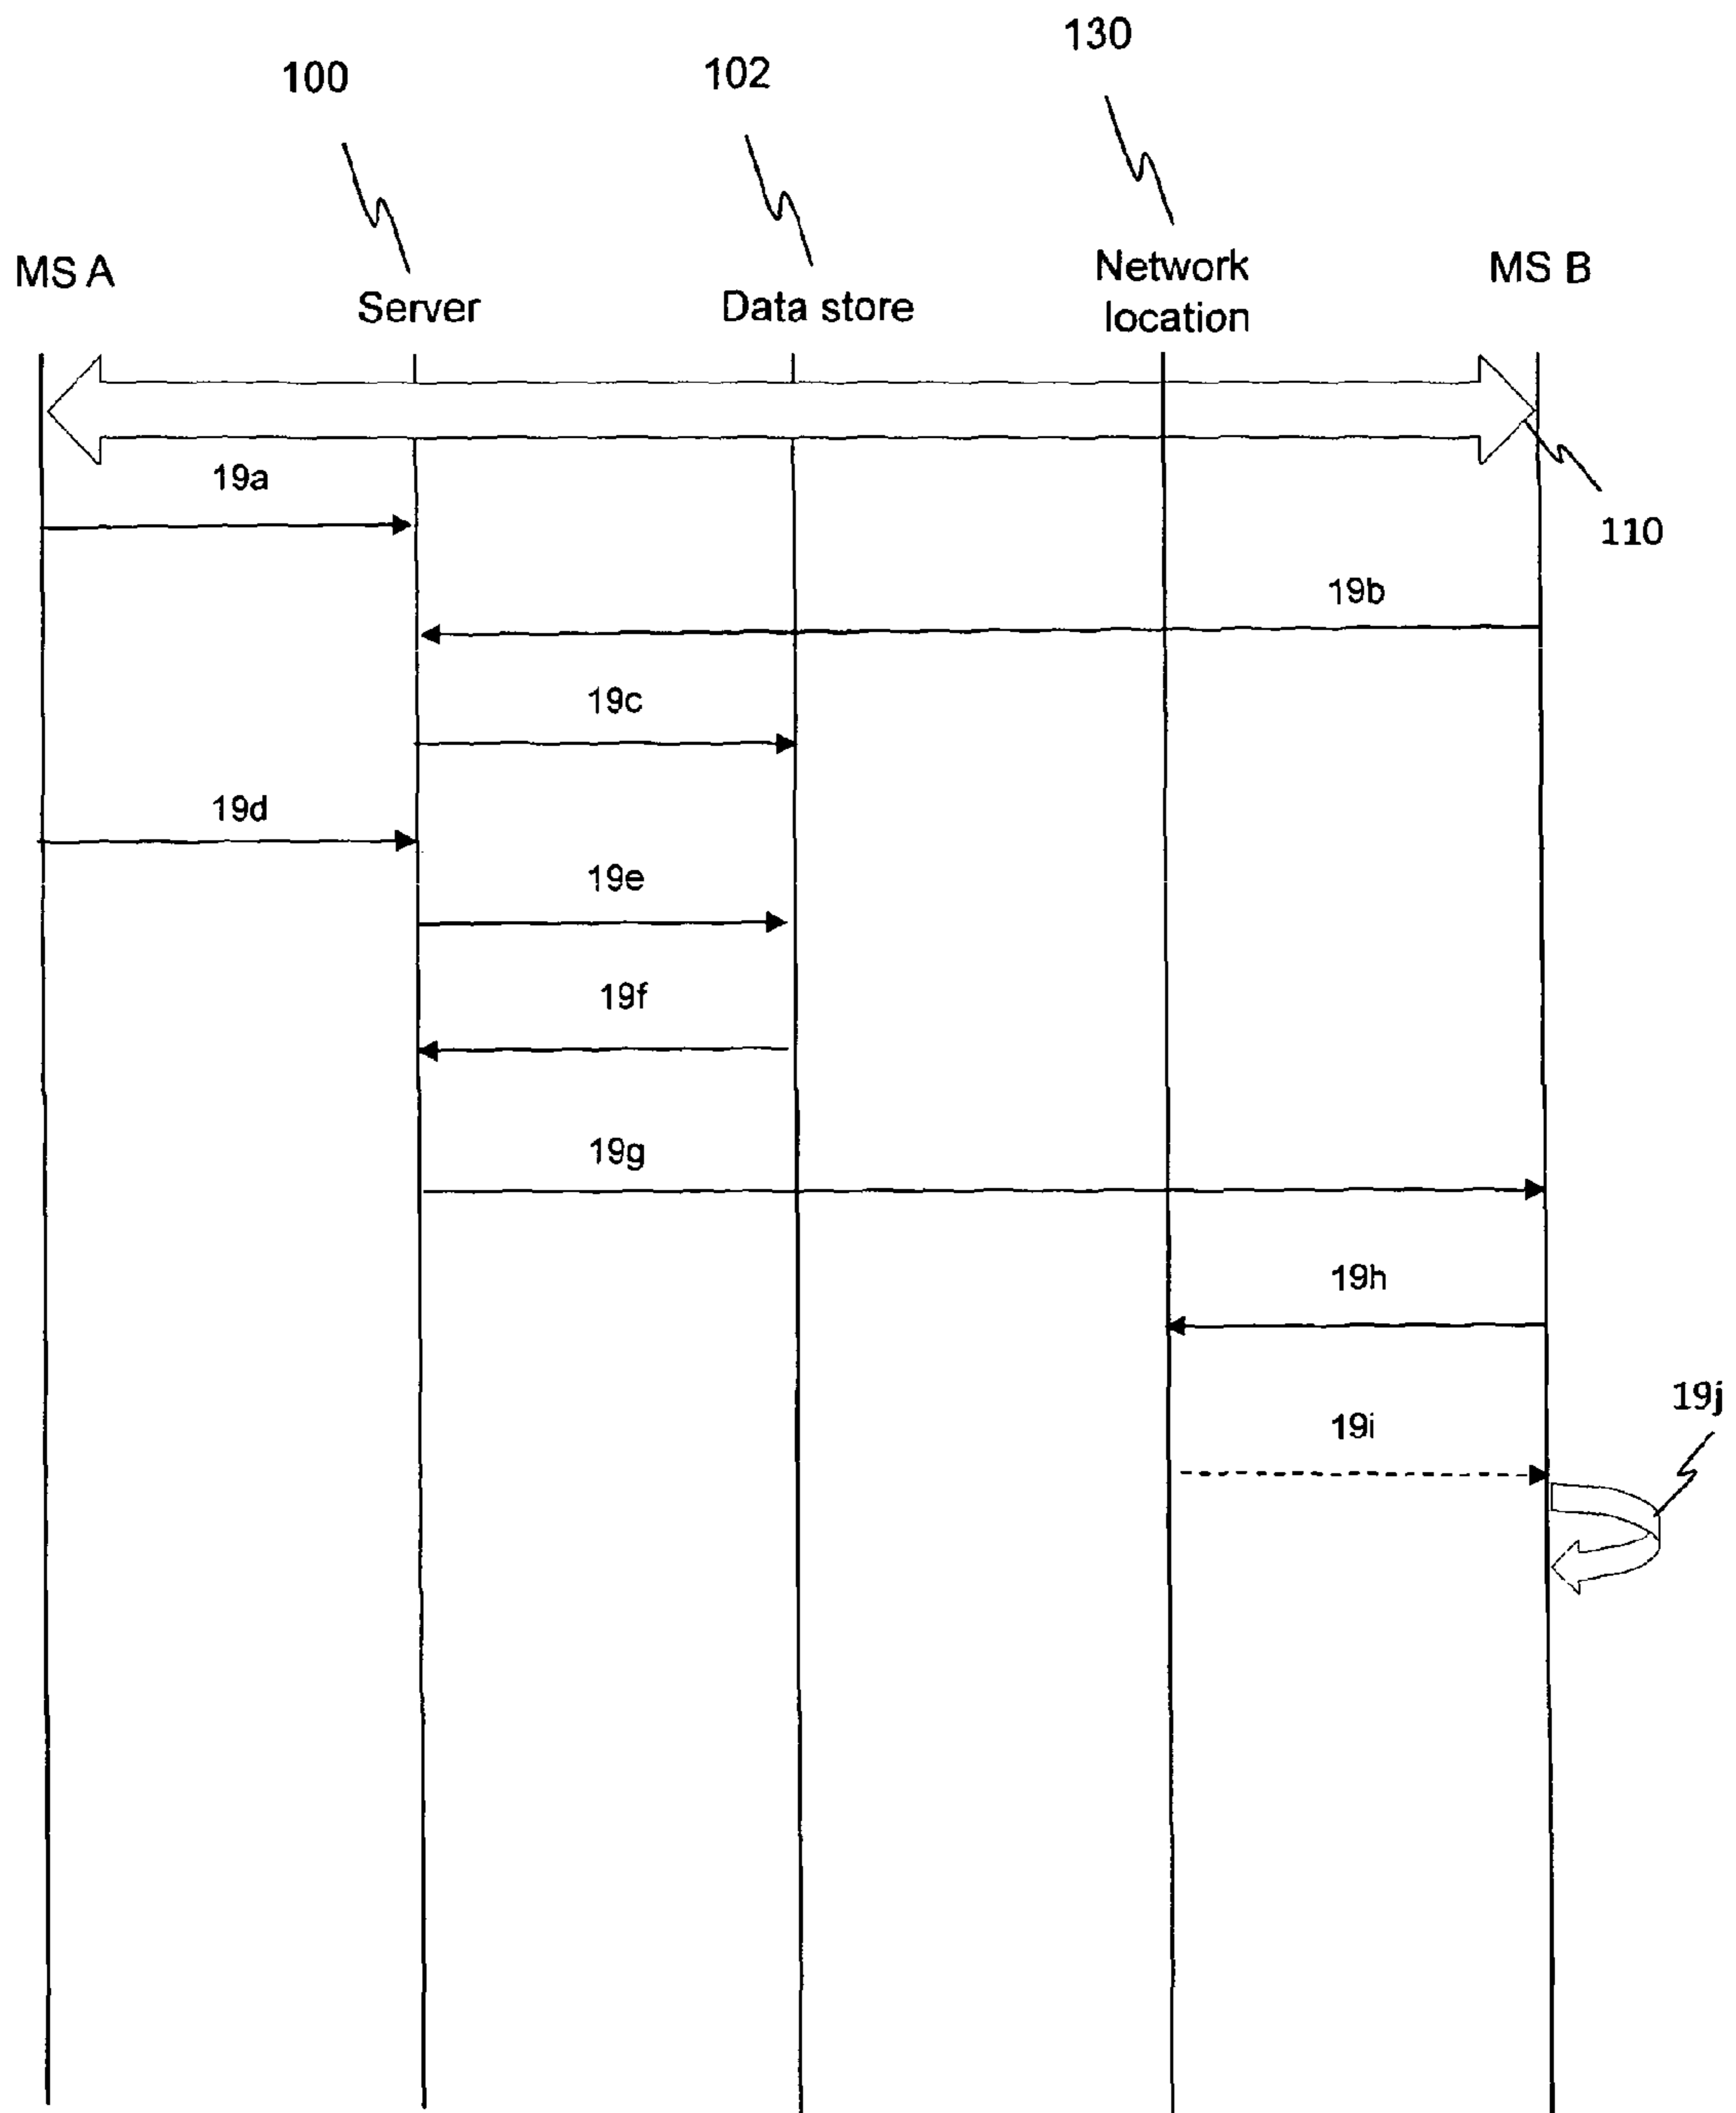 130
102
100
Network
location
MS A
MS B
Server
Data store
19a
110
19b
19c
19d
19e
19f
19g
19h
19j
19i